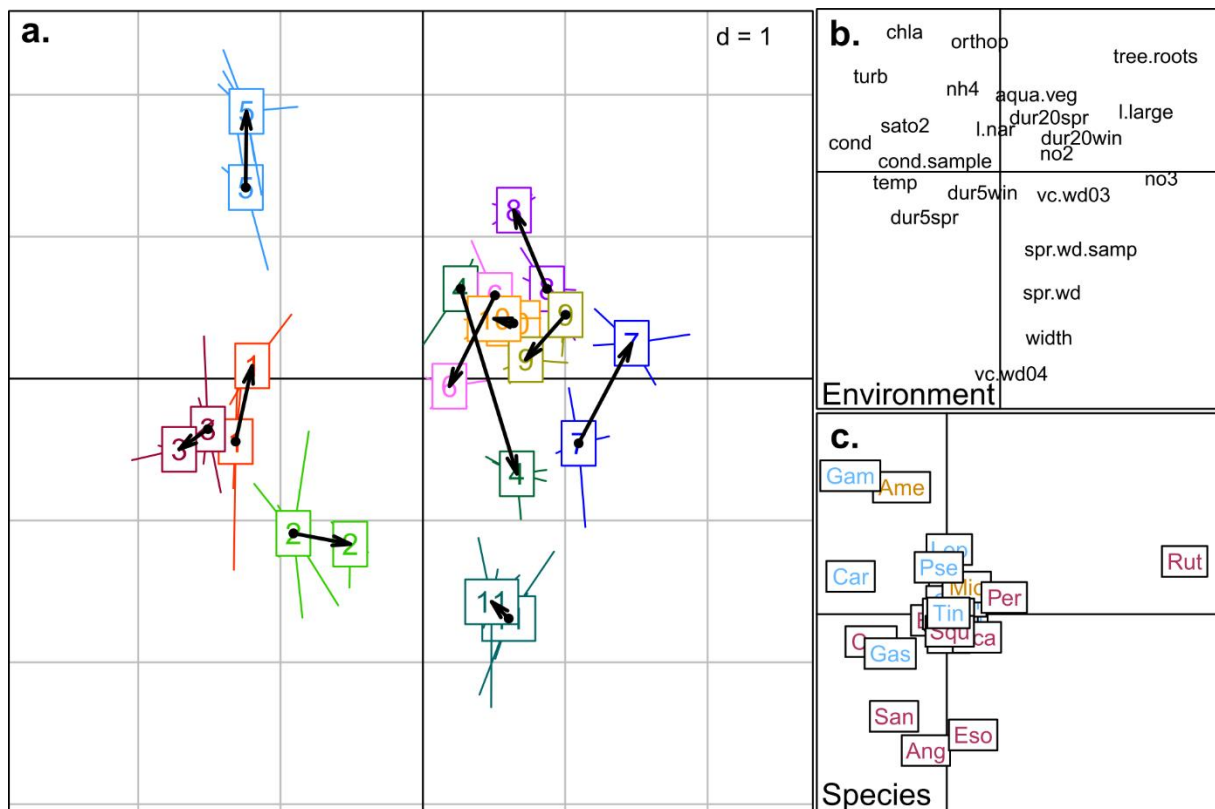 a.
d = 1
5
5
8
4
6
8
10
9
9
7
6
1
3
3
7
4
2
2
11
b.
chla
orthop
tree.roots
turb
nh4
aqua.veg
l.large
dur20spr
sato2
l.nar
dur20win
cond
no2
cond.sample
temp
no3
dur5win
vc.wd03
dur5spr
spr.wd.samp
spr.wd
width
vc.wd04
Environment
c.
Gam
Ame
Pse
Rut
Car
Per
Tin
Squ
Gas
San
Eso
Ang
Species